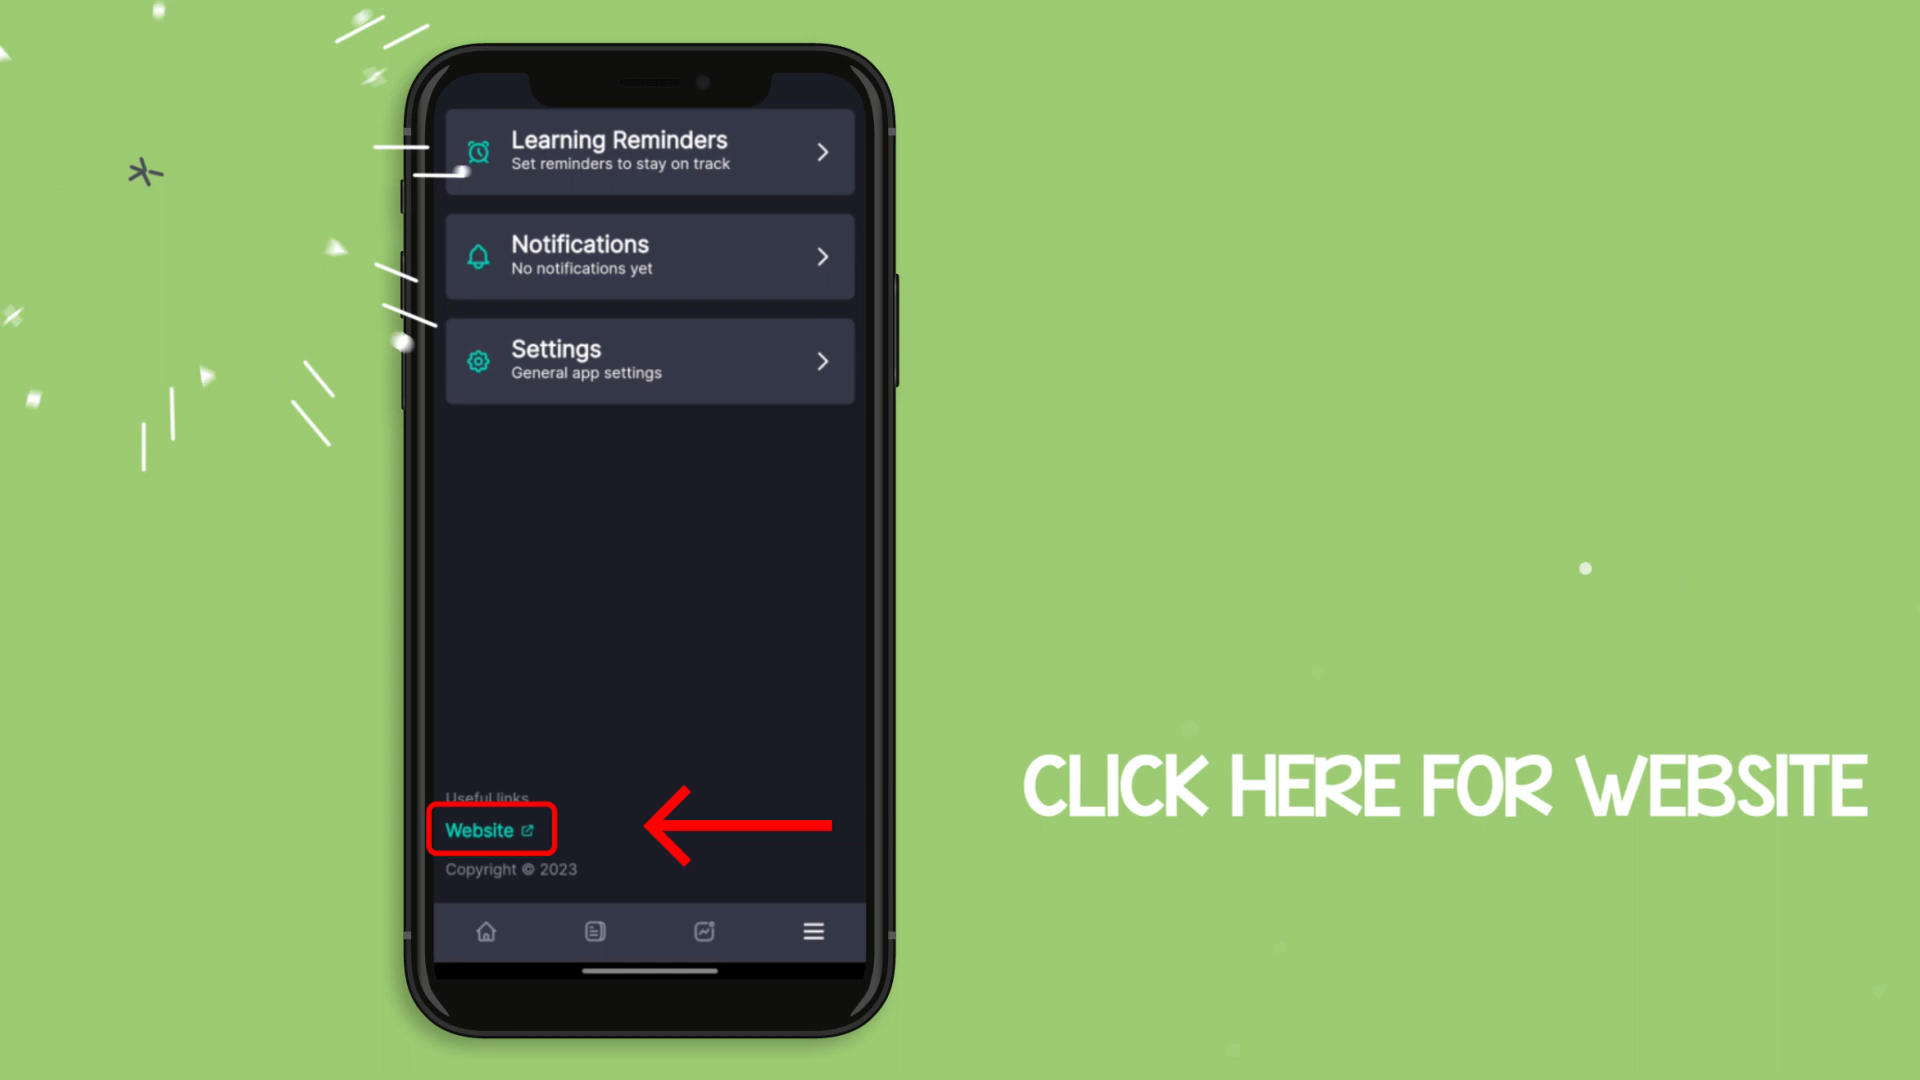 Learning Reminders
Set reminders to stay on track
Notifications
No notifications yet
Settings
General app settings
Useful links
Website
Copyright © 2023
CLICK HERE FOR WEBSITE